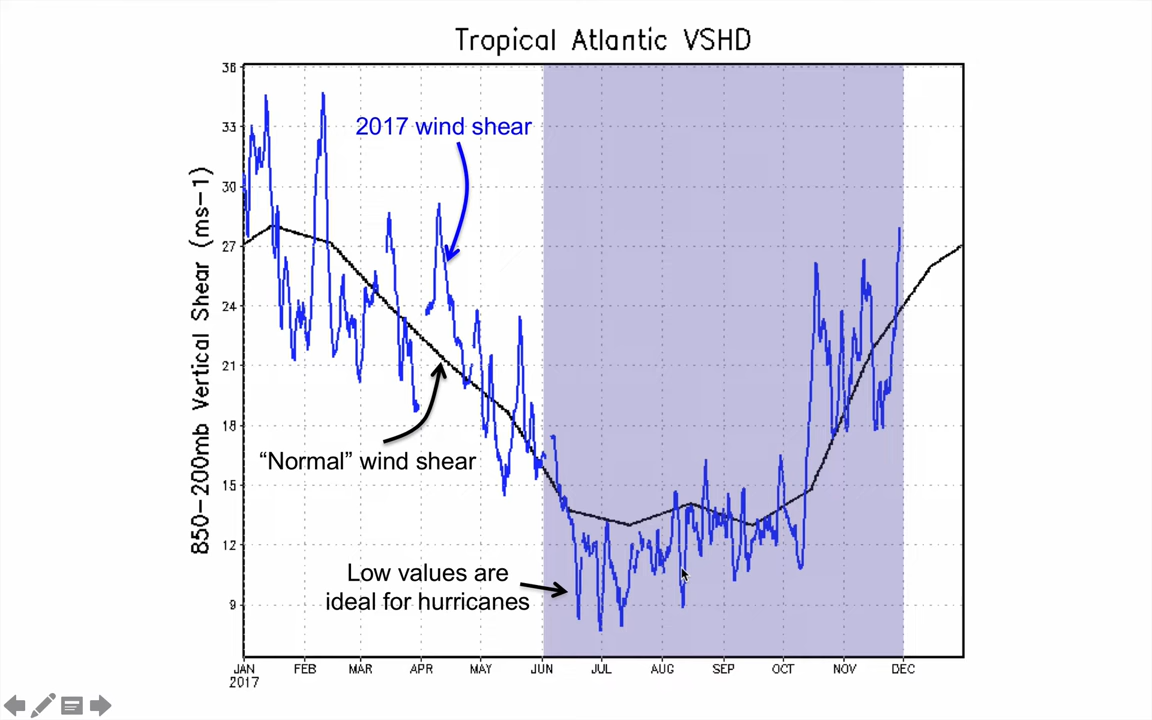 Tropical Atlantic VSHD
850-200mb Vertical Shear (ms-1)
36
33
30
27
24
21
18
15
12
9
2017 wind shear
“Normal” wind shear
Low values are
ideal for hurricanes
JAN FEB MAR APR MAY JUN JUL AUG SEP OCT NOV DEC
2017